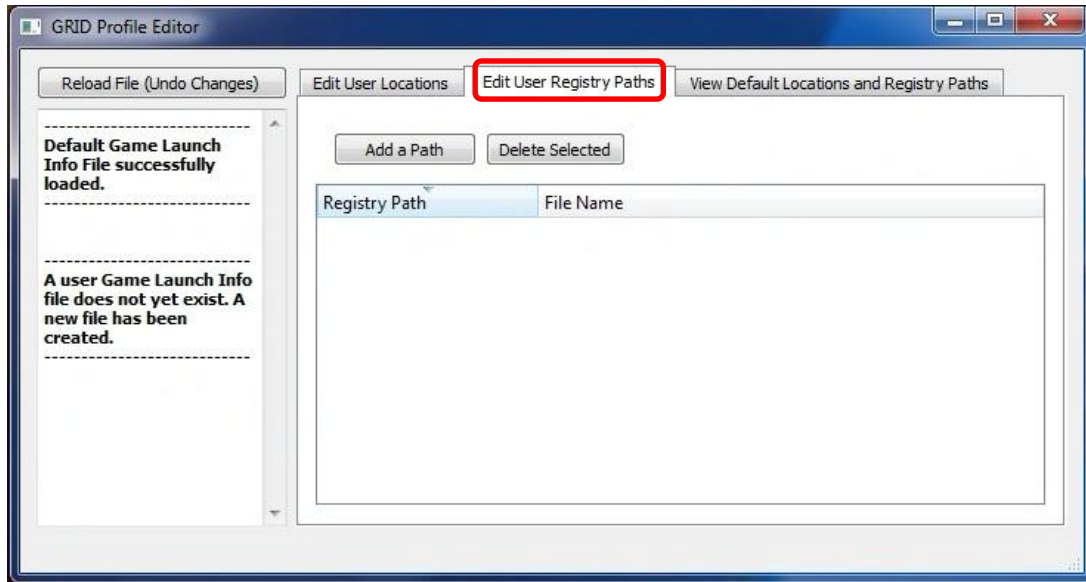 GRID Profile Editor
Reload File (Undo Changes)
Edit User Locations
Edit User Registry Paths
View Default Locations and Registry Paths
---------------------------
Default Game Launch
Info File successfully
loaded.
---------------------------
---------------------------
A user Game Launch Info
file does not yet exist. A
new file has been
created.
---------------------------
Add a Path
Delete Selected
Registry Path
File Name